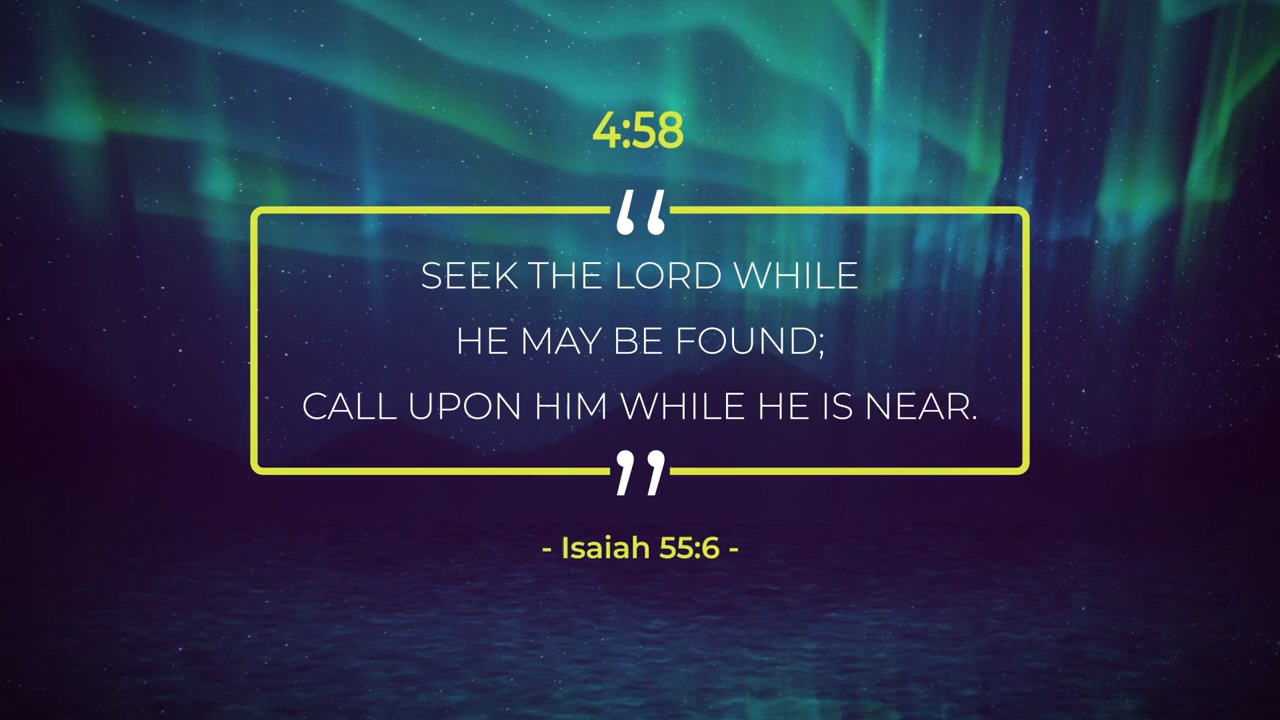 4:58
“
SEEK THE LORD WHILE
HE MAY BE FOUND;
CALL UPON HIM WHILE HE IS NEAR.
”
- Isaiah 55:6 -